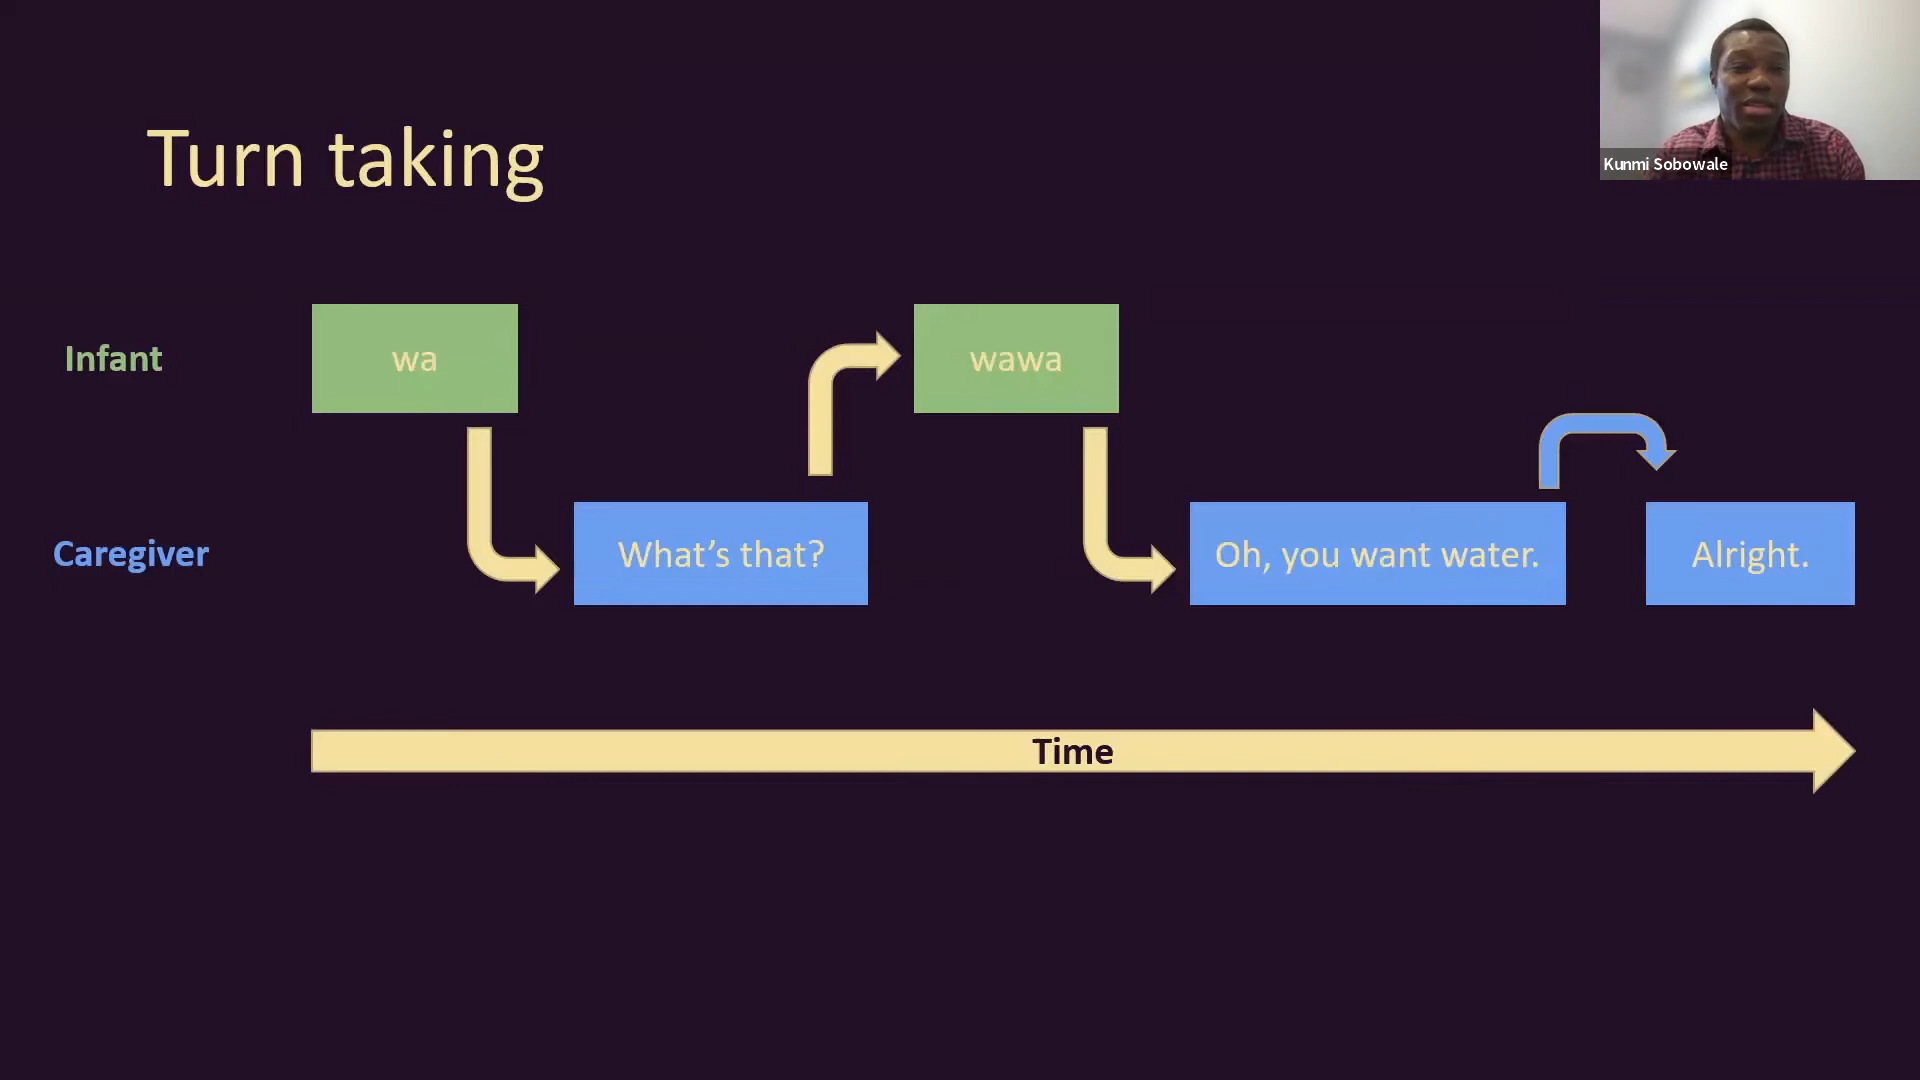 Kunmi Sobowale
Turn taking
Infant
wa
wawa
Caregiver
What’s that?
Oh, you want water.
Alright.
Time